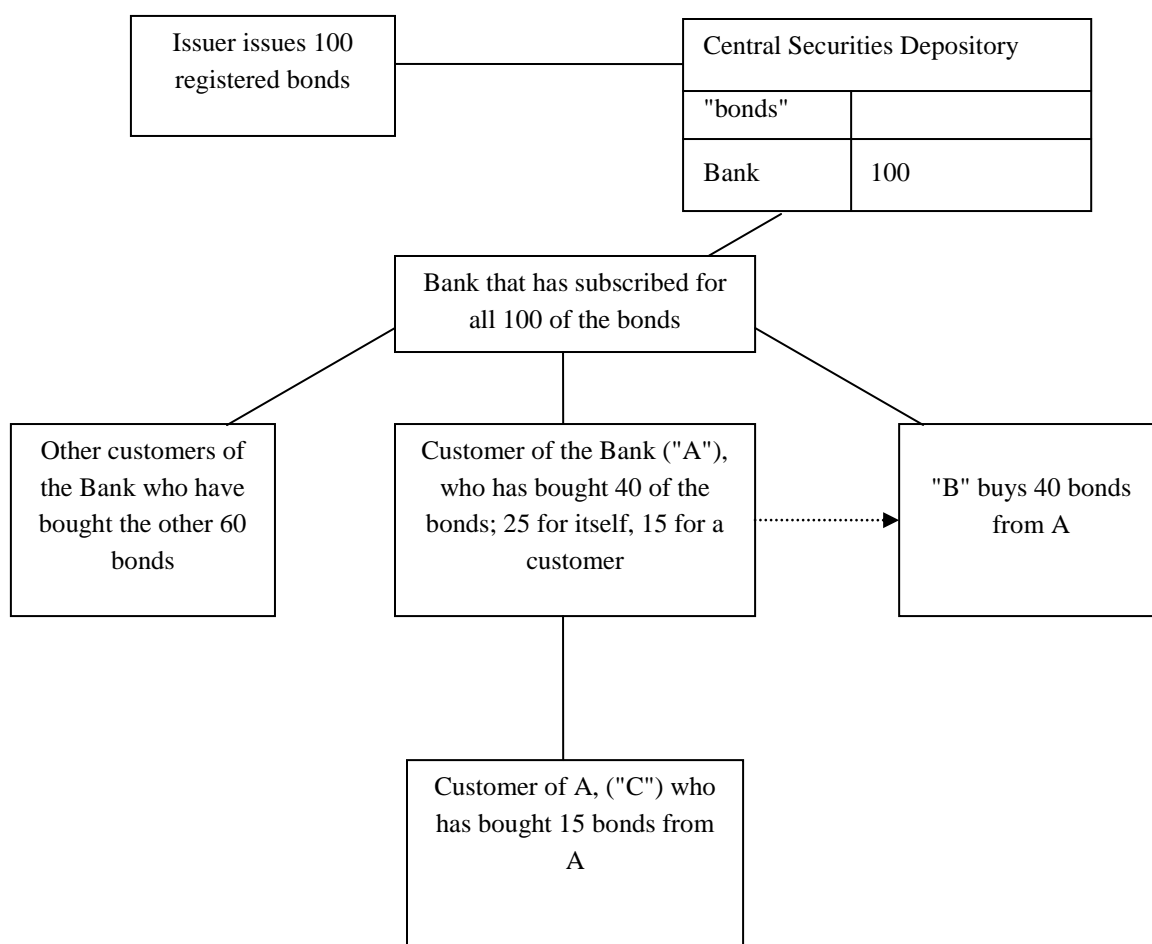 Issuer issues 100
registered bonds
Central Securities Depository
"bonds"
Bank 100
Bank that has subscribed for
all 100 of the bonds
Other customers of
the Bank who have
bought the other 60
bonds
Customer of the Bank ("A"),
who has bought 40 of the
bonds; 25 for itself, 15 for a
customer
"B" buys 40 bonds
from A
Customer of A, ("C") who
has bought 15 bonds from
A